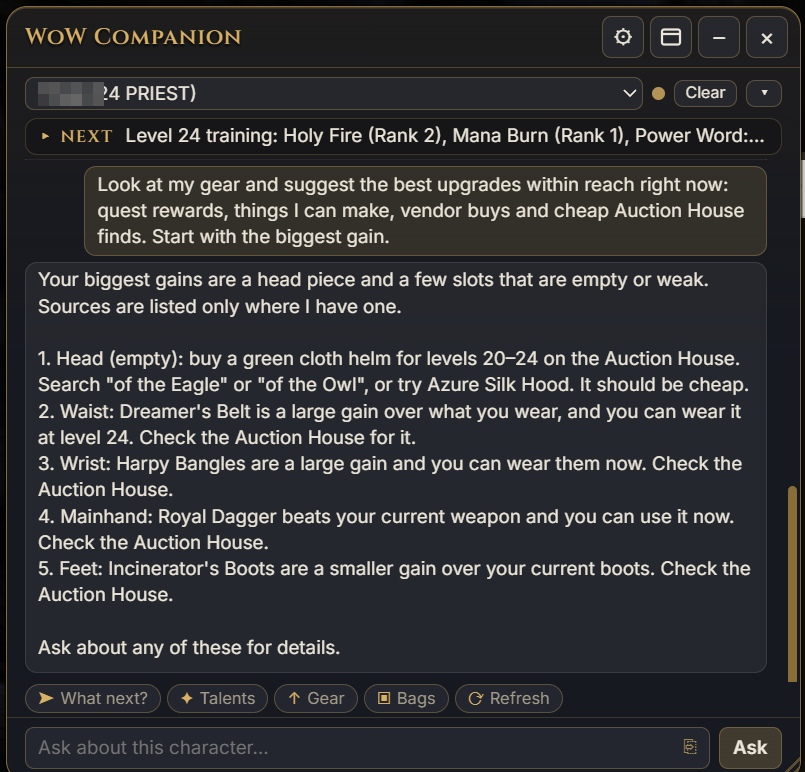 WoW Companion
24 PRIEST)
Clear
NEXT Level 24 training: Holy Fire (Rank 2), Mana Burn (Rank 1), Power Word:...
Look at my gear and suggest the best upgrades within reach right now:
quest rewards, things I can make, vendor buys and cheap Auction House
finds. Start with the biggest gain.
Your biggest gains are a head piece and a few slots that are empty or weak.
Sources are listed only where I have one.
1. Head (empty): buy a green cloth helm for levels 20–24 on the Auction House.
Search "of the Eagle" or "of the Owl", or try Azure Silk Hood. It should be cheap.
2. Waist: Dreamer's Belt is a large gain over what you wear, and you can wear it
at level 24. Check the Auction House for it.
3. Wrist: Harpy Bangles are a large gain and you can wear them now. Check the
Auction House.
4. Mainhand: Royal Dagger beats your current weapon and you can use it now.
Check the Auction House.
5. Feet: Incinerator's Boots are a smaller gain over your current boots. Check the
Auction House.
Ask about any of these for details.
What next?
Talents
Gear
Bags
Refresh
Ask about this character...
Ask